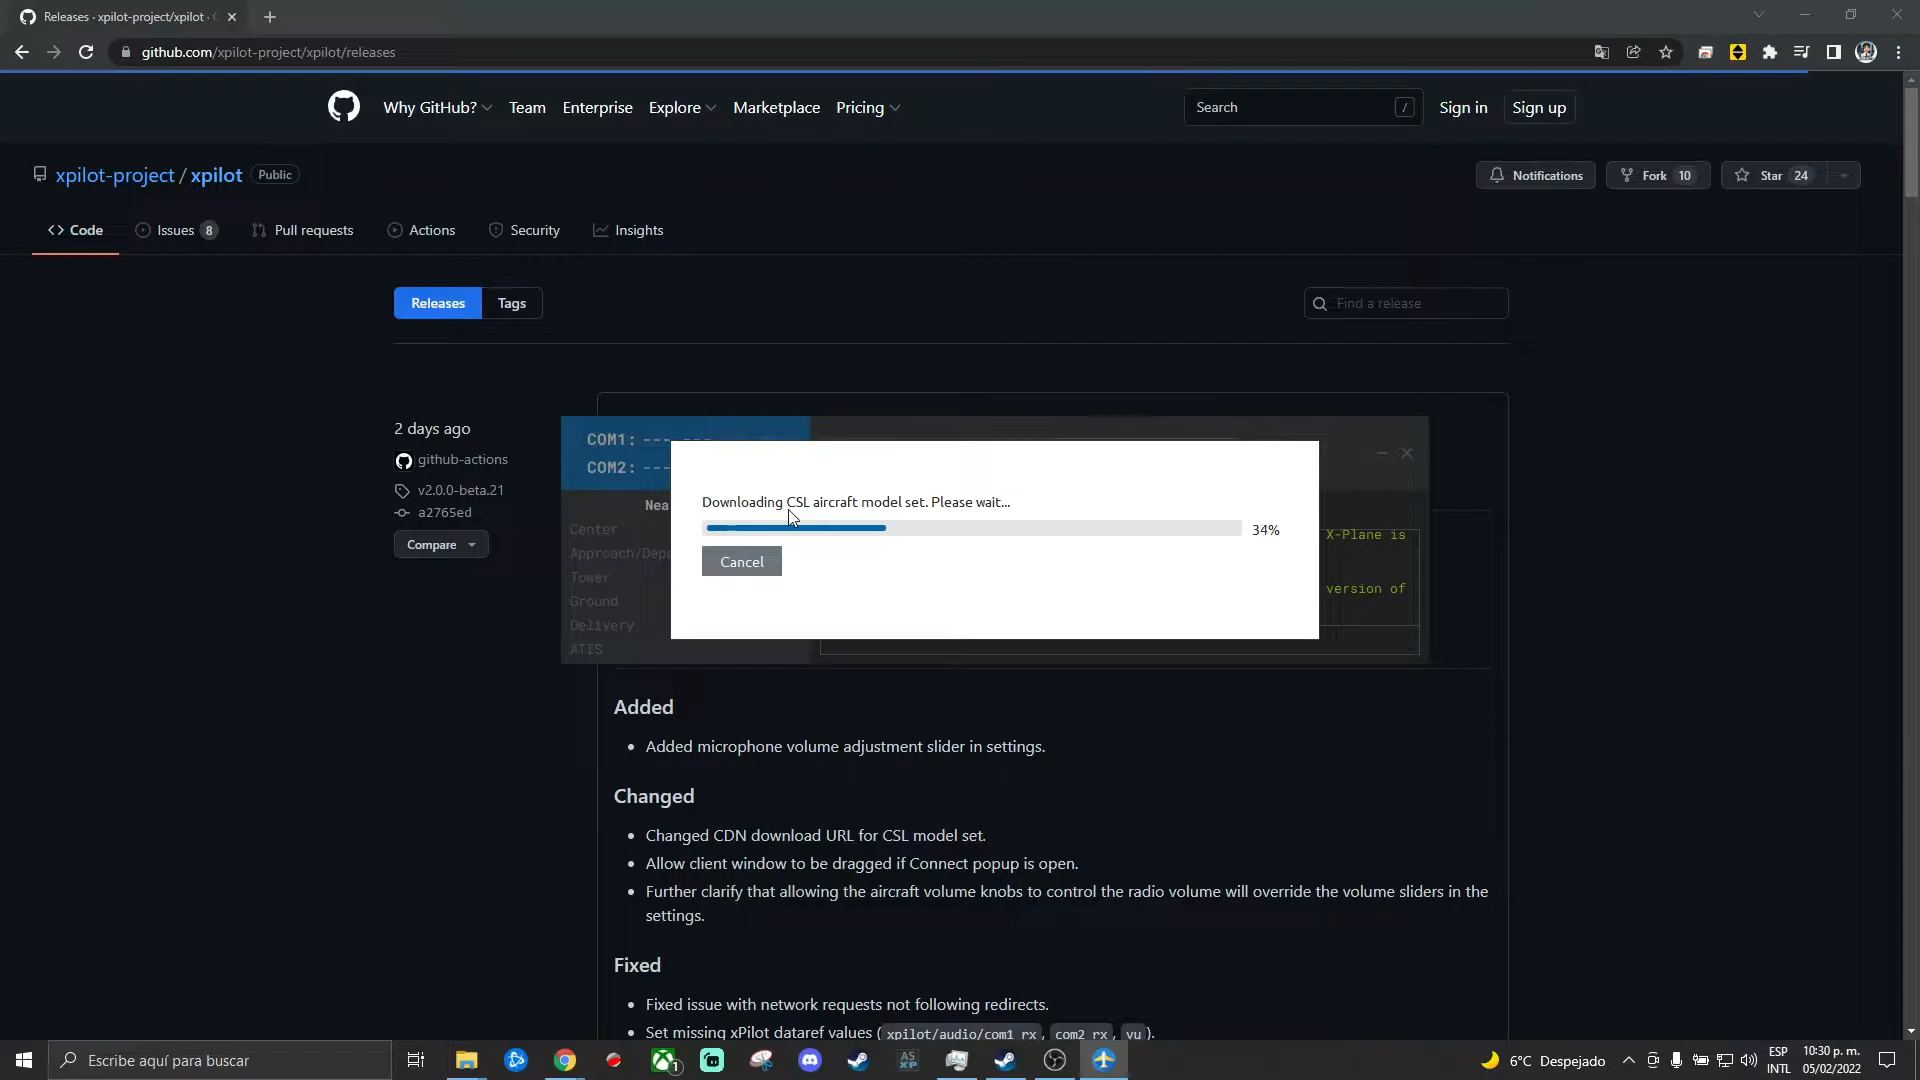 Releases · xpilot-project/xpilot ·
github.com/xpilot-project/xpilot/releases
Why GitHub? Team Enterprise Explore Marketplace Pricing Search / Sign in Sign up
xpilot-project / xpilot Public Notifications Fork 10 Star 24
Code Issues 8 Pull requests Actions Security Insights
Releases Tags Find a release
2 days ago
github-actions
v2.0.0-beta.21
a2765ed
Compare
COM1: --- ---
COM2: ---
Nea
Center
Approach/Depa
Tower
Ground
Delivery
ATIS
Downloading CSL aircraft model set. Please wait...
34%
Cancel
X-Plane is
version of
Added
Added microphone volume adjustment slider in settings.
Changed
Changed CDN download URL for CSL model set.
Allow client window to be dragged if Connect popup is open.
Further clarify that allowing the aircraft volume knobs to control the radio volume will override the volume sliders in the
settings.
Fixed
Fixed issue with network requests not following redirects.
Set missing xPilot dataref values (xpilot/audio/com1_rx, com2_rx, vu).
Escribe aquí para buscar
1
AS
XP
6°C Despejado
ESP
INTL
10:30 p. m.
05/02/2022